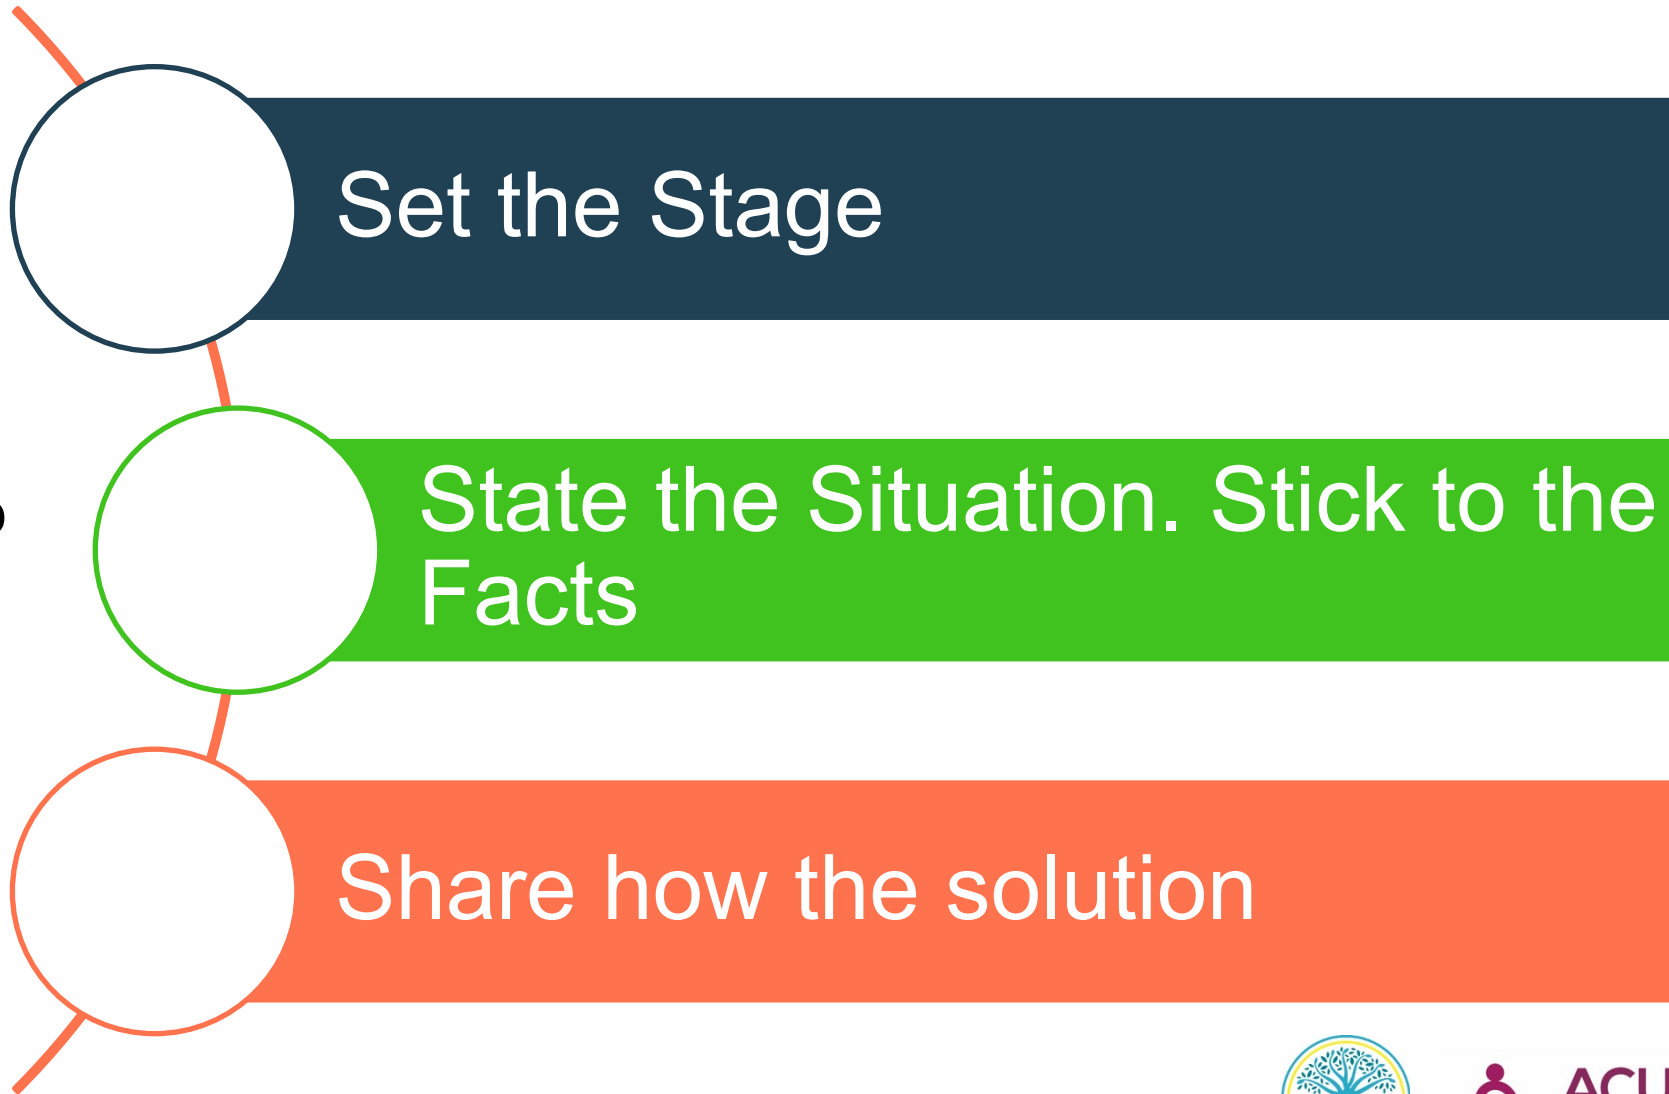 Set the Stage
State the Situation. Stick to the
Facts
Share how the solution